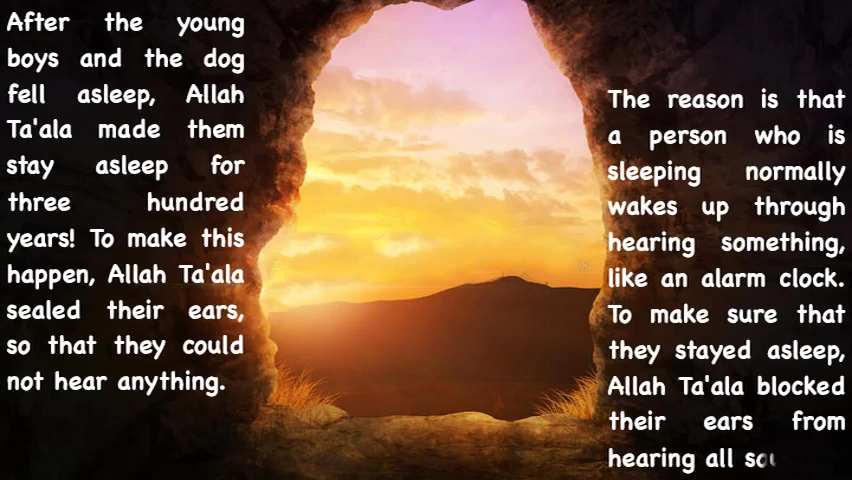 After the young
boys and the dog
fell asleep, Allah
Ta'ala made them
stay asleep for
three hundred
years! To make this
happen, Allah Ta'ala
sealed their ears,
so that they could
not hear anything.
The reason is that
a person who is
sleeping normally
wakes up through
hearing something,
like an alarm clock.
To make sure that
they stayed asleep,
Allah Ta'ala blocked
their ears from
hearing all